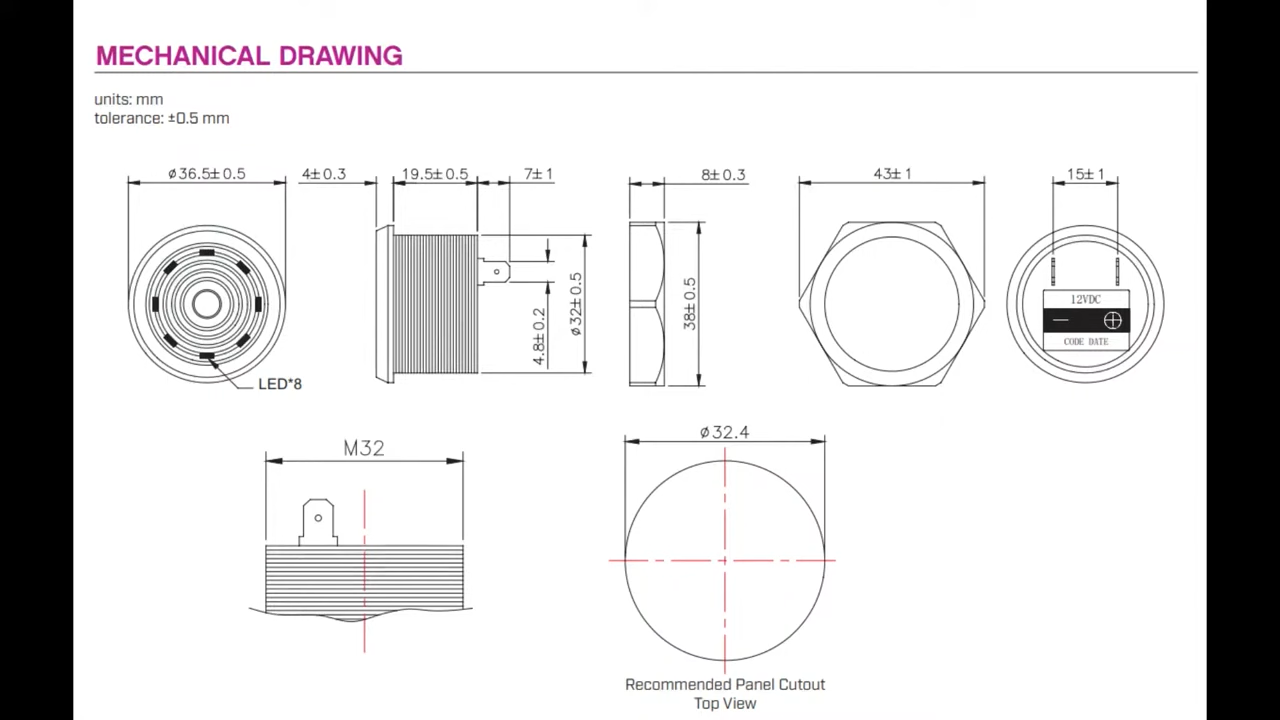 MECHANICAL DRAWING
units: mm
tolerance: ±0.5 mm
ø36.5± 0.5
4± 0.3
19.5± 0.5
7± 1
8± 0.3
43± 1
15± 1
4.8± 0.2
ø32± 0.5
38± 0.5
12VDC
CODE DATE
LED*8
M32
ø32.4
Recommended Panel Cutout
Top View